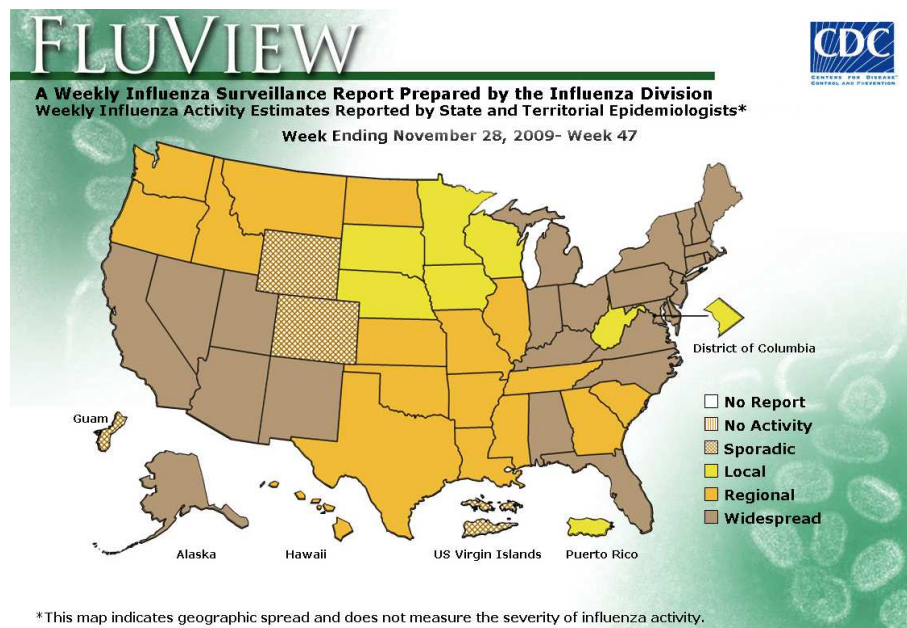 FLUVIEW
CDC
CENTERS FOR DISEASE
CONTROL AND PREVENTION
A Weekly Influenza Surveillance Report Prepared by the Influenza Division
Weekly Influenza Activity Estimates Reported by State and Territorial Epidemiologists*
Week Ending November 28, 2009- Week 47
District of Columbia
Guam
No Report
No Activity
Sporadic
Local
Regional
Widespread
Alaska
Hawaii
US Virgin Islands
Puerto Rico
*This map indicates geographic spread and does not measure the severity of influenza activity.